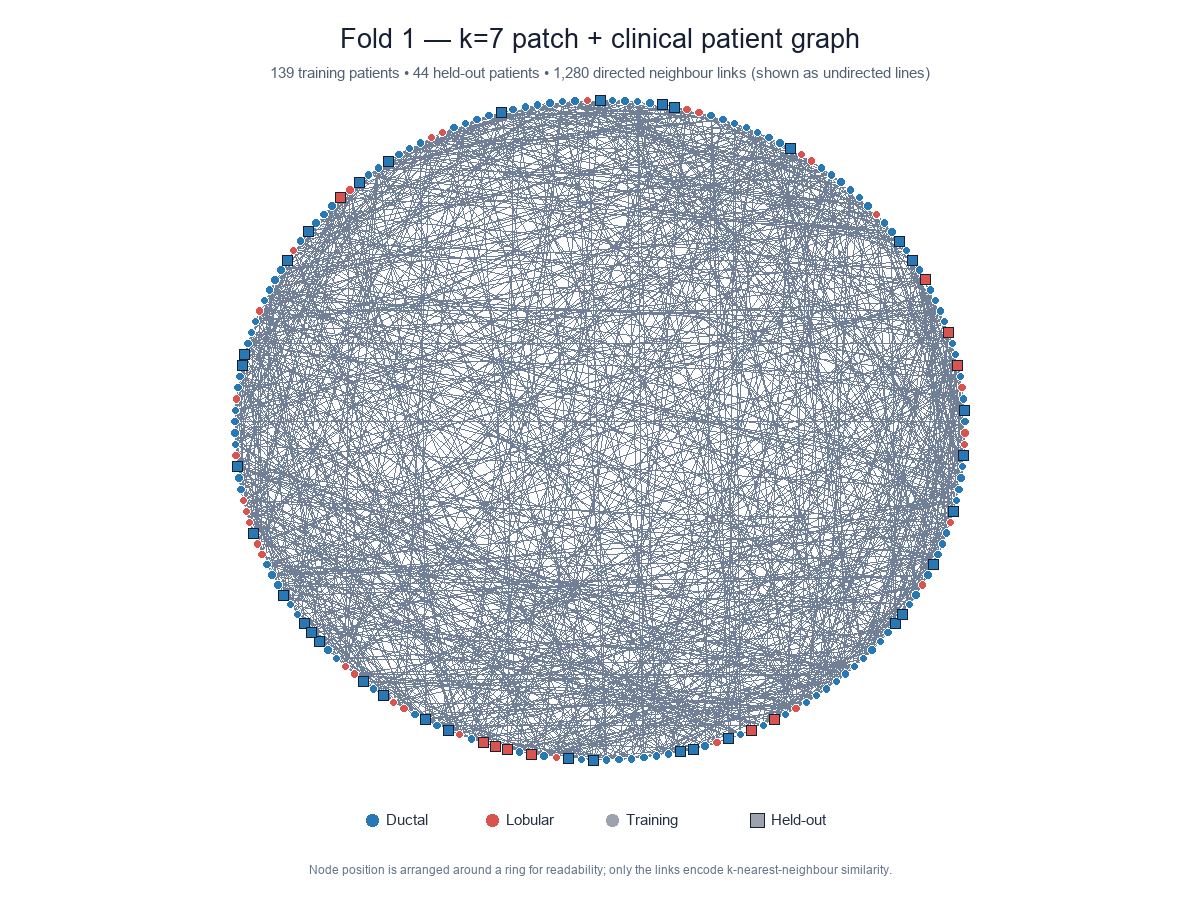 Fold 1 — k=7 patch + clinical patient graph
139 training patients • 44 held-out patients • 1,280 directed neighbour links (shown as undirected lines)
Ductal
Lobular
Training
Held-out
Node position is arranged around a ring for readability; only the links encode k-nearest-neighbour similarity.